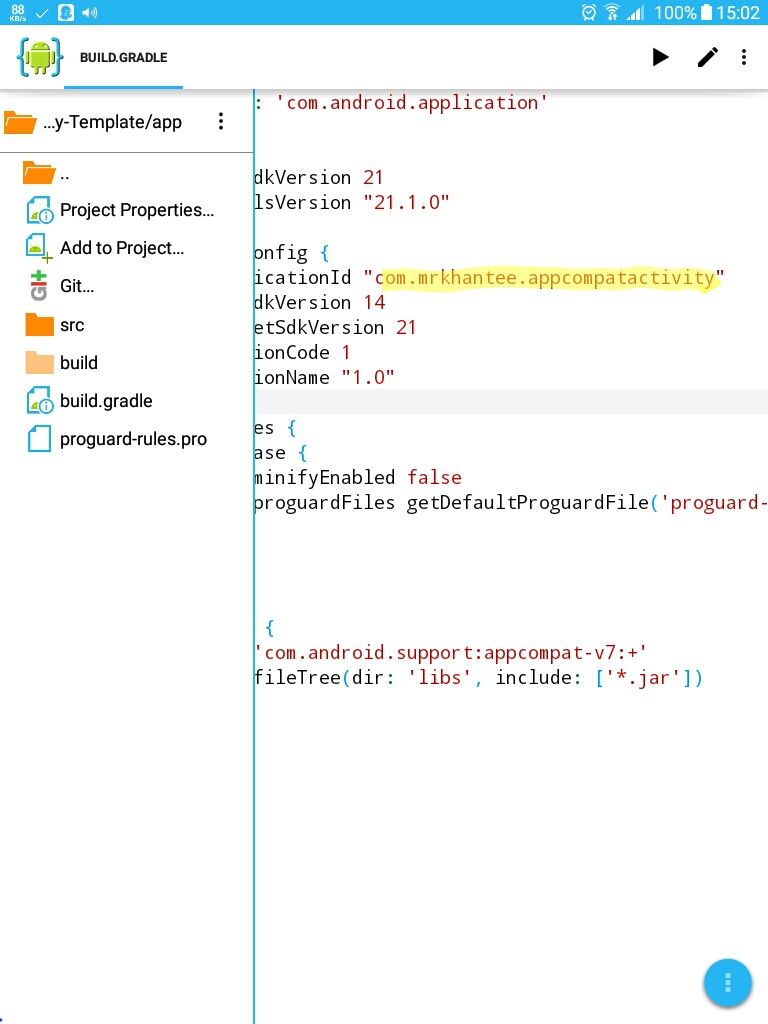 88 KB/s 100% 15:02
BUILD.GRADLE
...y-Template/app
..
Project Properties...
Add to Project...
Git...
src
build
build.gradle
proguard-rules.pro
: 'com.android.application'
dkVersion 21
lsVersion "21.1.0"
onfig {
icationId "com.mrkhantee.appcompatactivity"
dkVersion 14
etSdkVersion 21
ionCode 1
ionName "1.0"
es {
ase {
minifyEnabled false
proguardFiles getDefaultProguardFile('proguard-
{
'com.android.support:appcompat-v7:+'
fileTree(dir: 'libs', include: ['*.jar'])